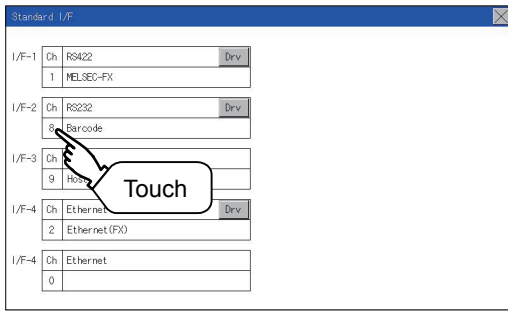 Standard I/F
I/F-1 Ch RS422 Drv
1 MELSEC-FX
I/F-2 Ch RS232 Drv
8 Barcode
I/F-3 Ch
9
Touch
I/F-4 Ch Ethernet Drv
2 Ethernet(FX)
I/F-4 Ch Ethernet
0